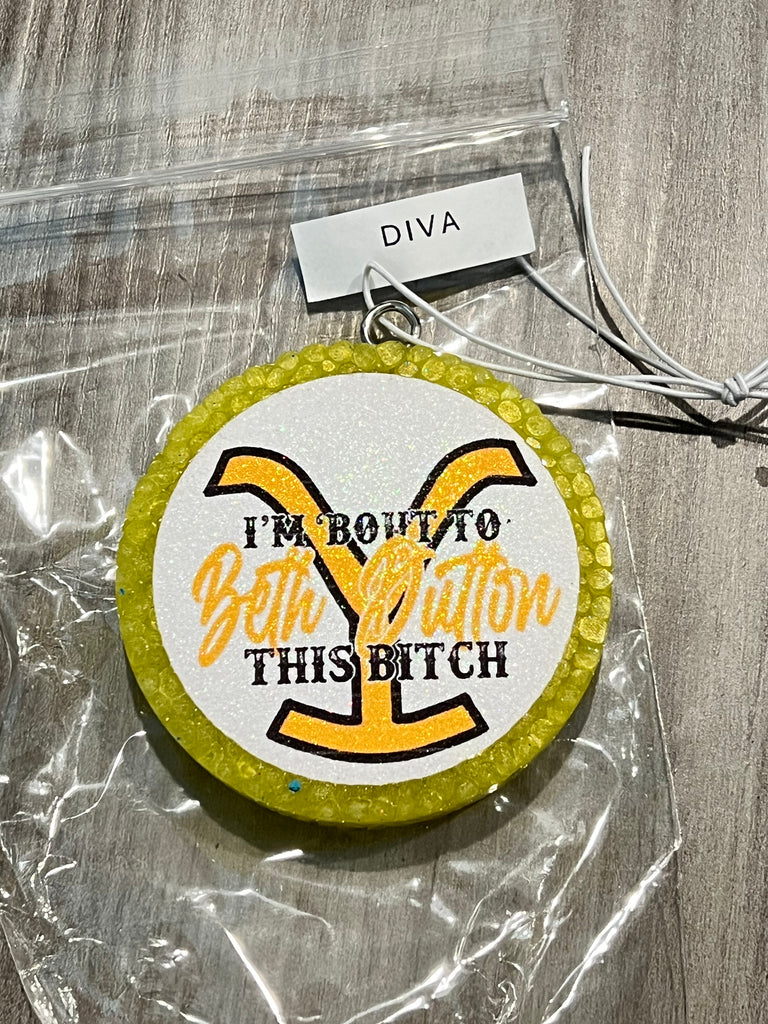 DIVA
I'M 'BOUT TO
Beth Dutton
THIS BITCH